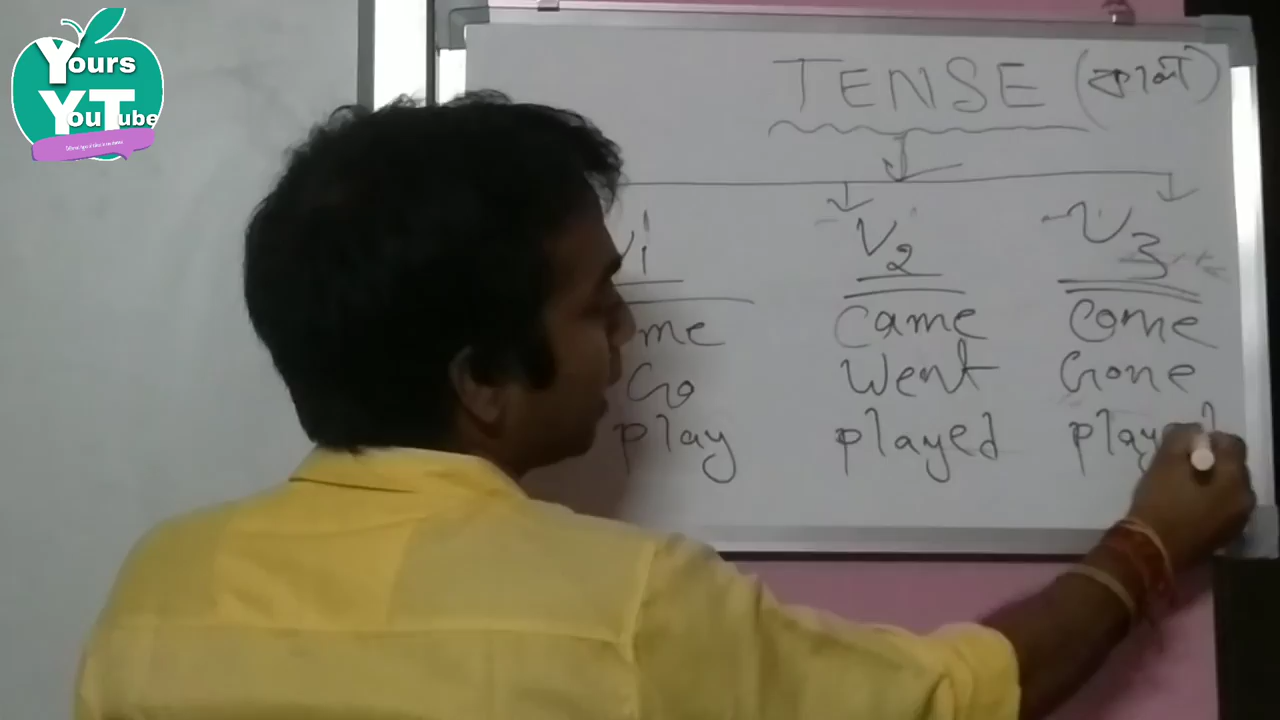 Yours
YouTube
TENSE (কাল)
V1 V2 V3
me Came Come
Go Went Gone
play played played